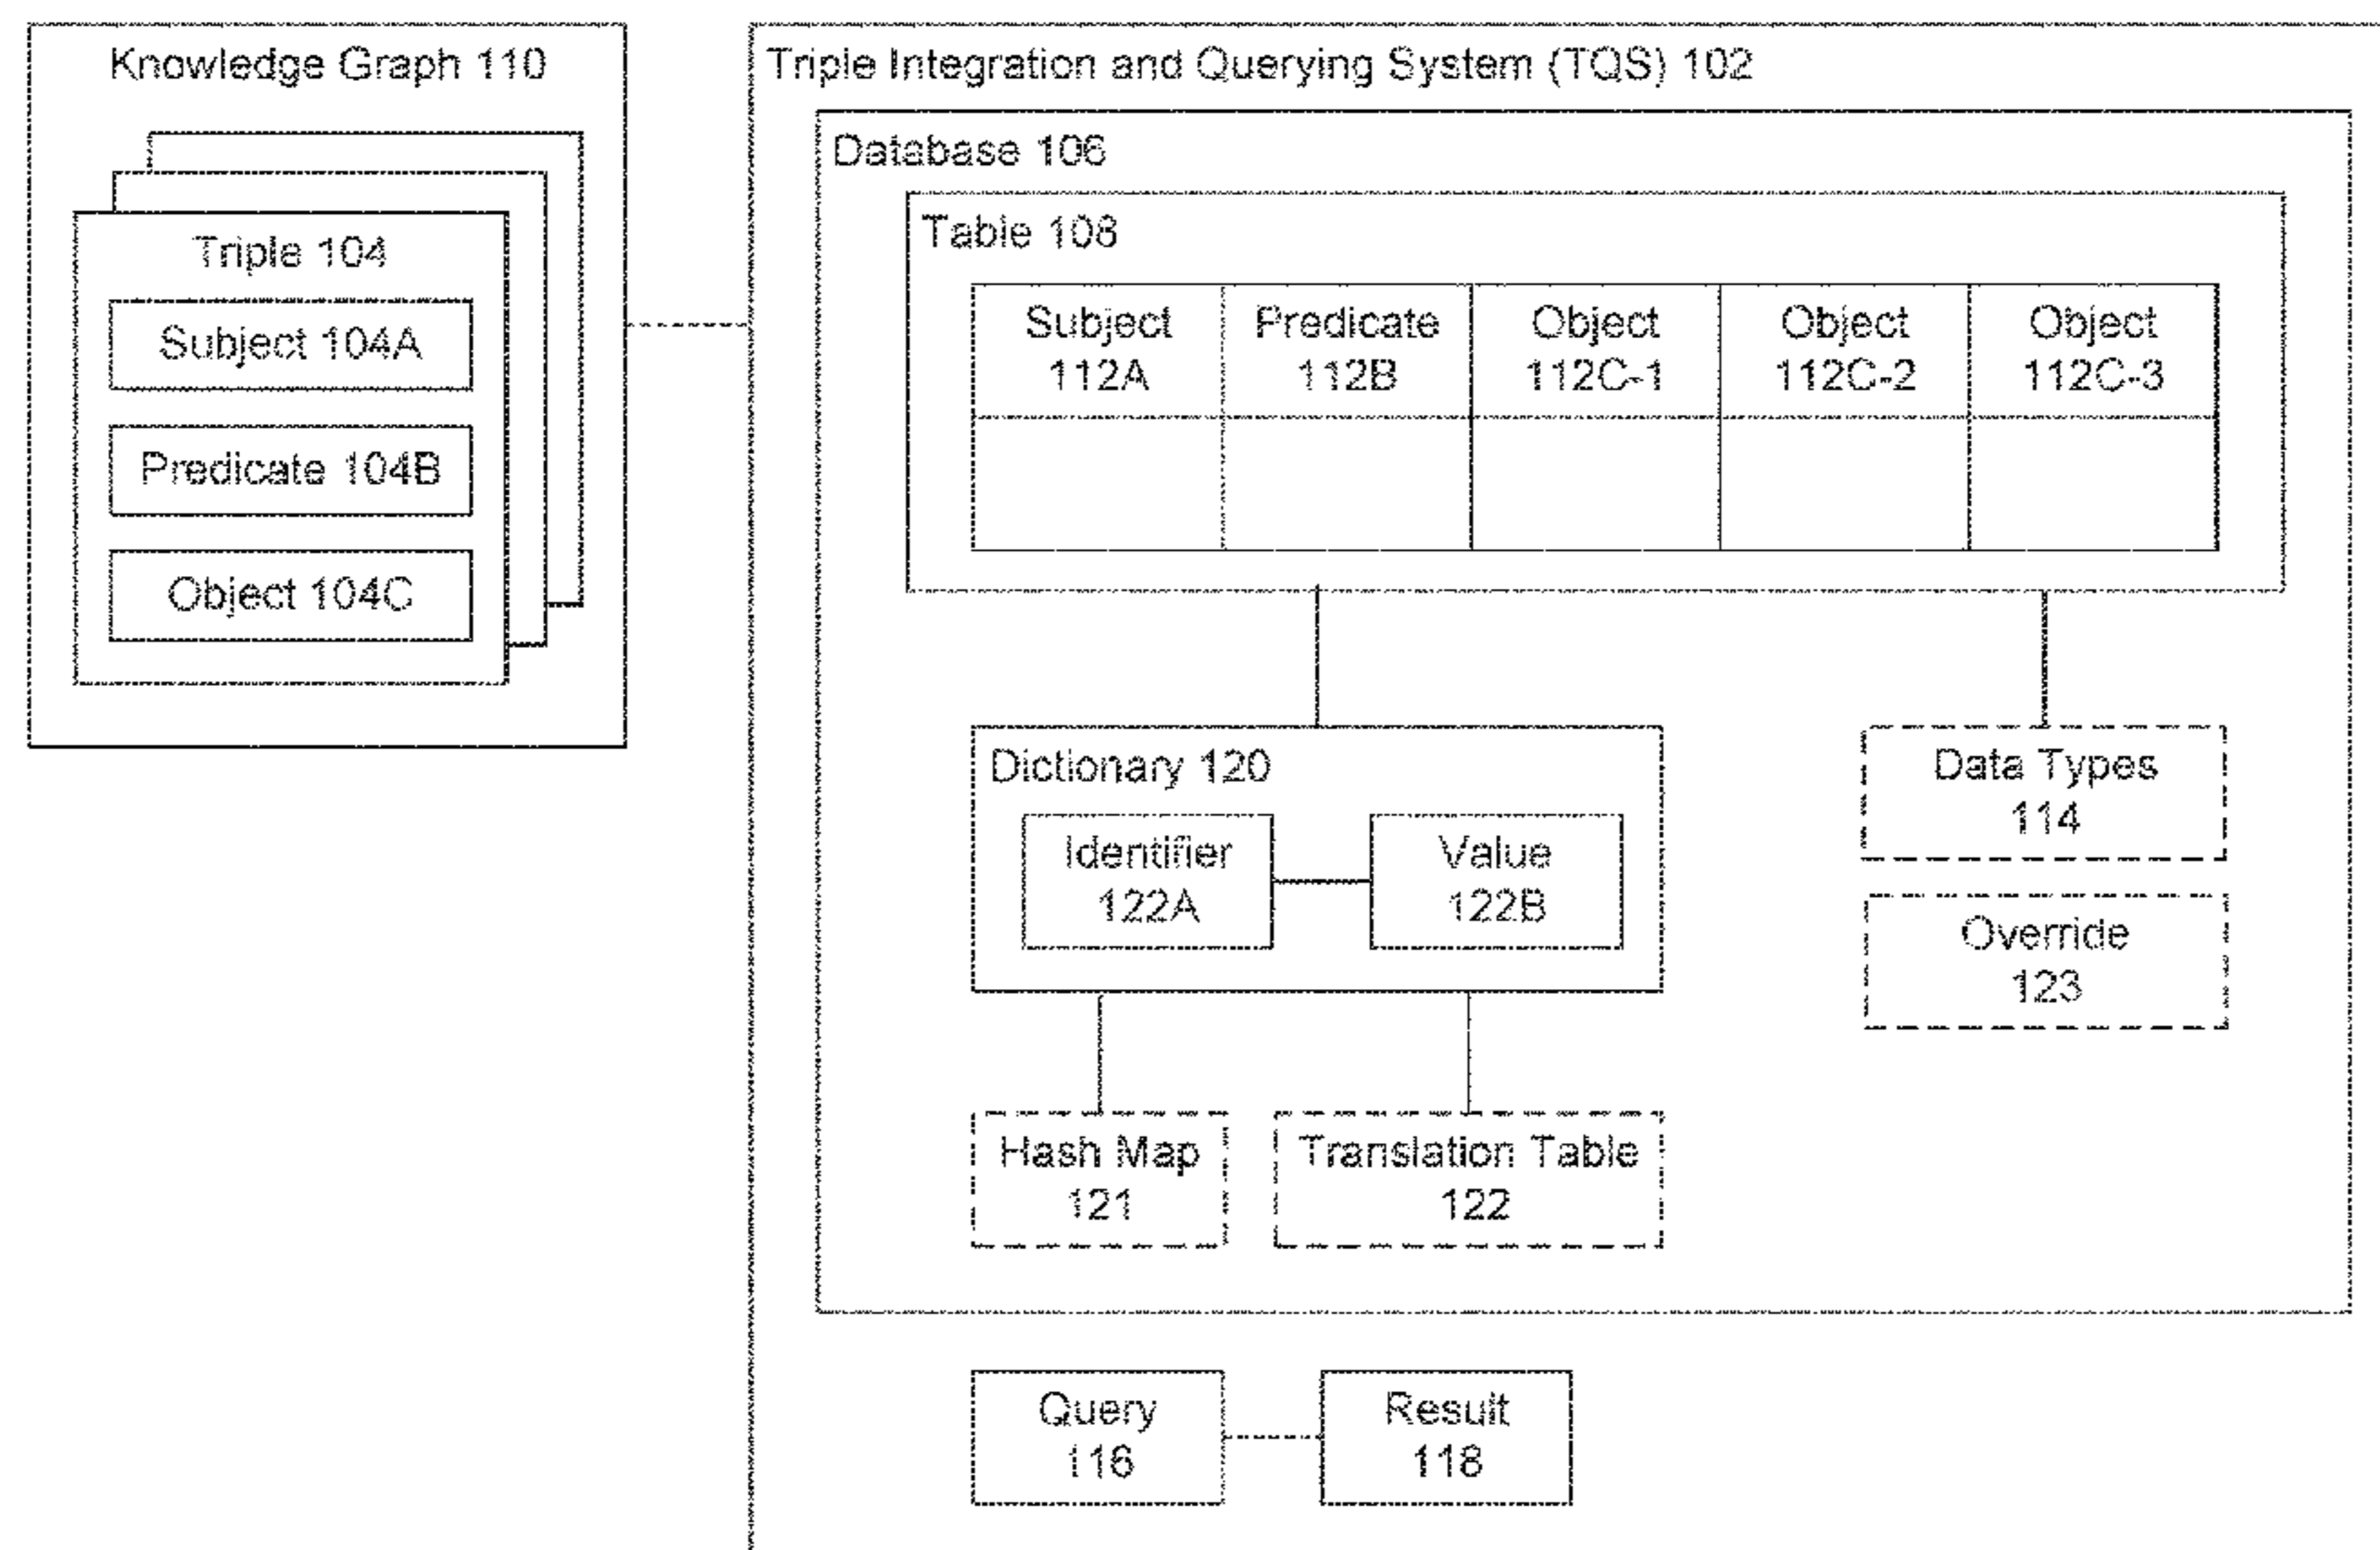 Knowledge Graph 110
Triple 104
Subject 104A
Predicate 104B
Object 104C
Triple Integration and Querying System (TQS) 102
Database 106
Table 108
Subject
112A
Predicate
112B
Object
112C-1
Object
112C-2
Object
112C-3
Dictionary 120
Identifier
122A
Value
122B
Data Types
114
Override
123
Hash Map
121
Translation Table
122
Query
116
Result
118